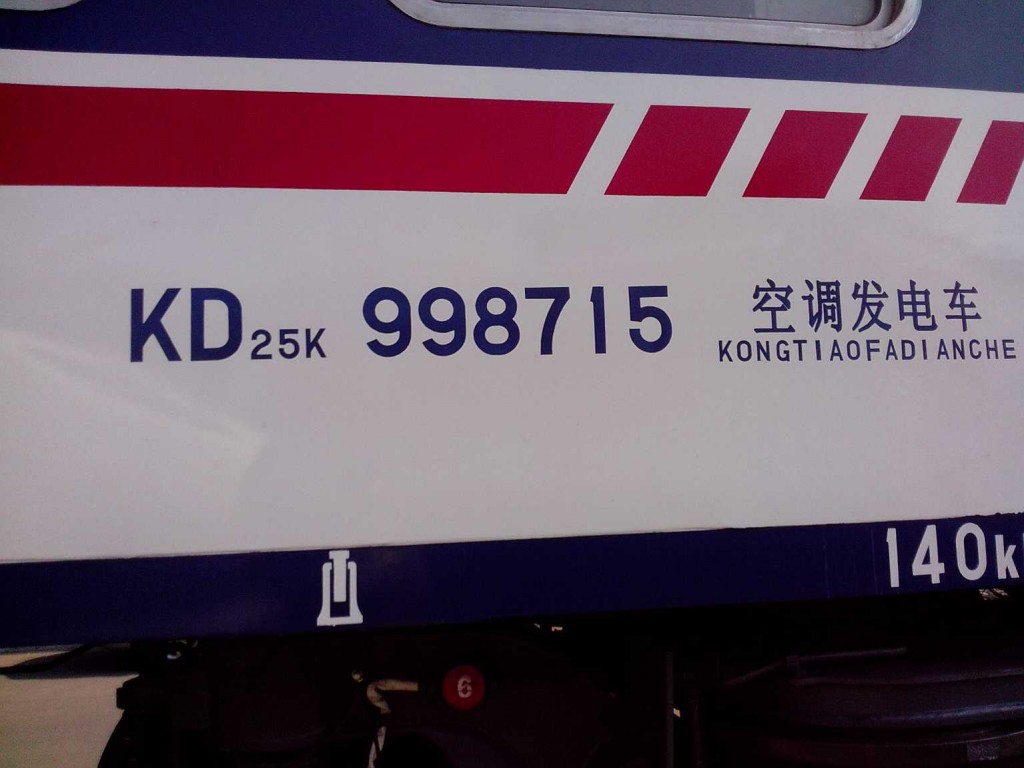 KD25K 998715 空调发电车
KONGTIAOFADIANCHE
140k
6